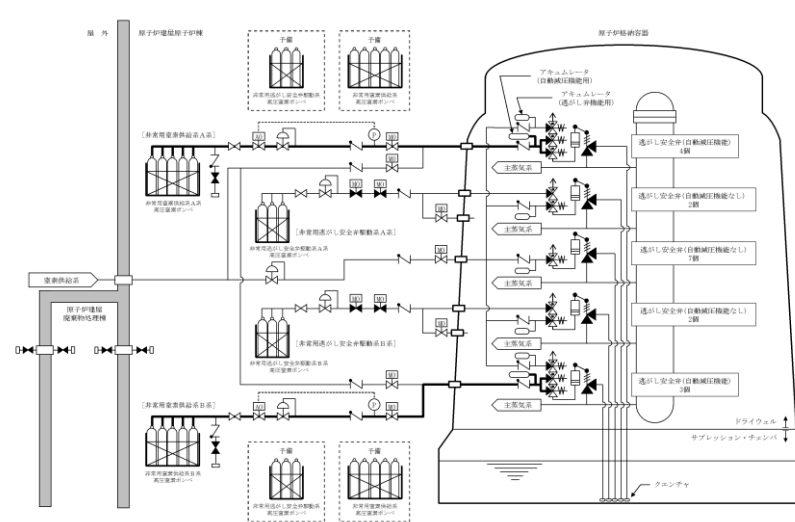 屋　外
原子炉建屋原子炉棟
原子炉格納容器
予備
予備
非常用逃がし安全弁駆動系
高圧窒素ボンベ
非常用窒素供給系
高圧窒素ボンベ
アキュムレータ
(自動減圧機能用)
アキュムレータ
(逃がし弁機能用)
[非常用窒素供給系A系]
AO
P
MO
MO
非常用窒素供給系A系
高圧窒素ボンベ
逃がし安全弁(自動減圧機能)
4個
主蒸気系
MO
MO
MO
非常用逃がし安全弁駆動系A系
高圧窒素ボンベ
[非常用逃がし安全弁駆動系A系]
逃がし安全弁(自動減圧機能なし)
2個
主蒸気系
窒素供給系
MO
逃がし安全弁(自動減圧機能なし)
7個
主蒸気系
原子炉建屋
廃棄物処理棟
MO
MO
MO
非常用逃がし安全弁駆動系B系
高圧窒素ボンベ
[非常用逃がし安全弁駆動系B系]
逃がし安全弁(自動減圧機能なし)
2個
主蒸気系
MO
[非常用窒素供給系B系]
AO
P
MO
非常用窒素供給系B系
高圧窒素ボンベ
逃がし安全弁(自動減圧機能)
3個
主蒸気系
ドライウェル
サプレッション・チェンバ
予備
予備
非常用逃がし安全弁駆動系
高圧窒素ボンベ
非常用窒素供給系
高圧窒素ボンベ
クエンチャ